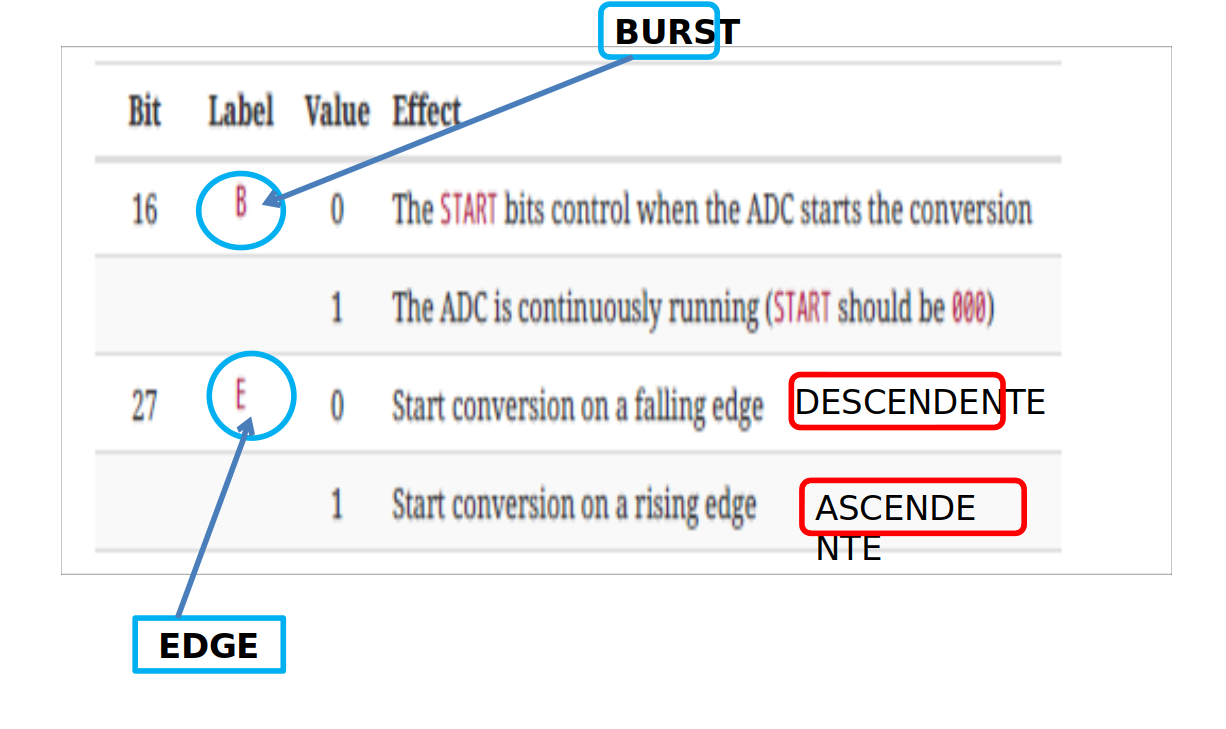 BURST
Bit Label Value Effect
16 B 0 The START bits control when the ADC starts the conversion
1 The ADC is continuously running (START should be 000)
27 E 0 Start conversion on a falling edge DESCENDENTE
1 Start conversion on a rising edge ASCENDE
NTE
EDGE